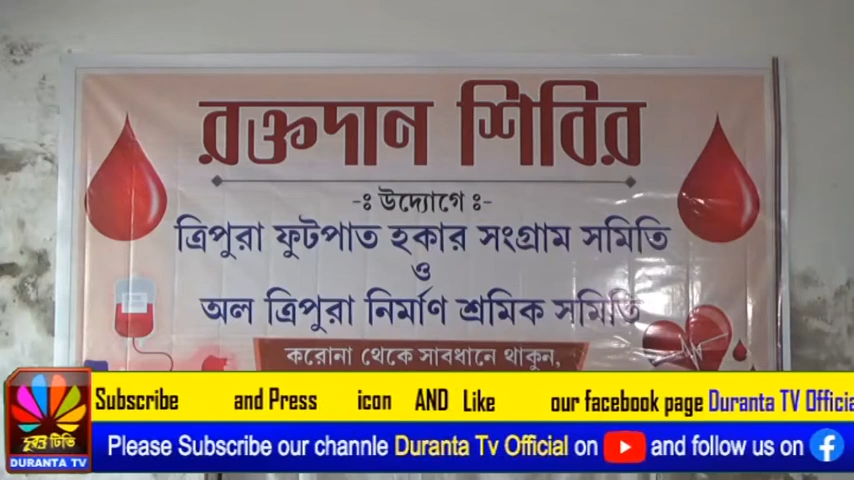 রক্তদান শিবির
-ঃ উদ্যোগে ঃ-
ত্রিপুরা ফুটপাত হকার সংগ্রাম সমিতি
ও
অল ত্রিপুরা নির্মাণ শ্রমিক সমিতি
করোনা থেকে সাবধানে থাকুন,
Subscribe and Press icon AND Like our facebook page Duranta TV Officia
দুরন্ত টিভি
DURANTA TV
Please Subscribe our channle Duranta Tv Official on and follow us on